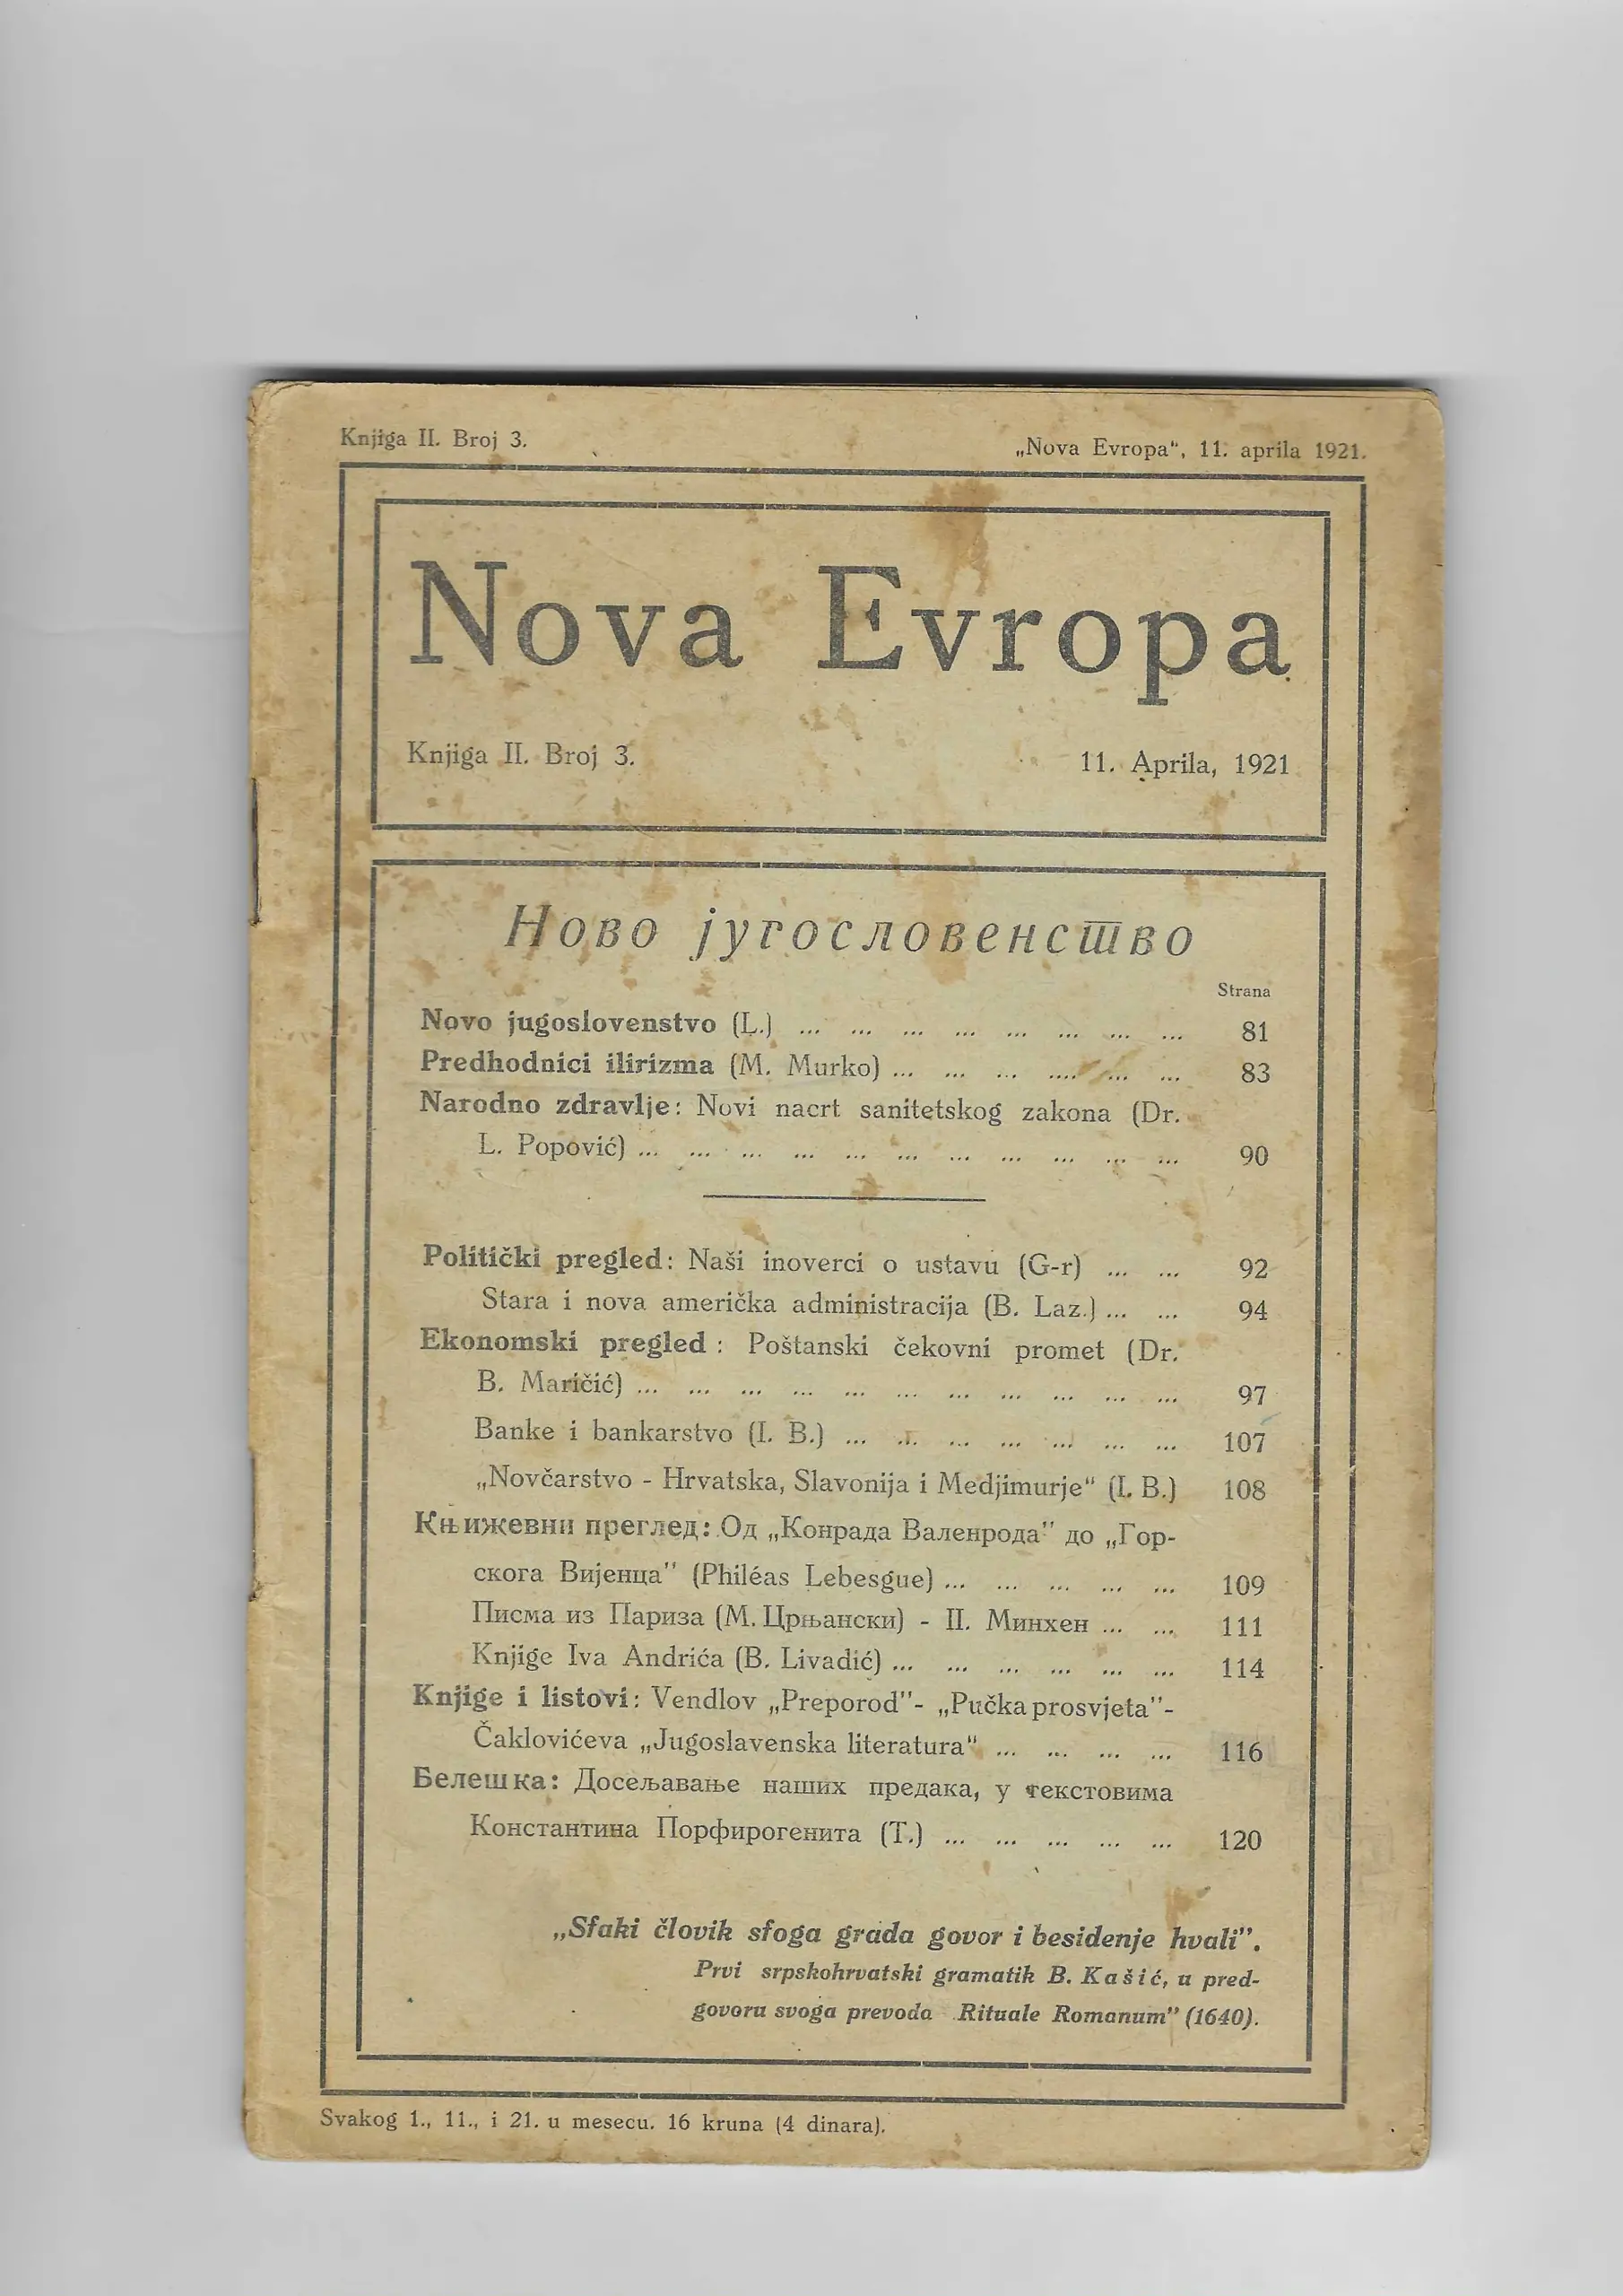 Knjiga II. Broj 3.
„Nova Evropa“, 11. aprila 1921.
Nova Evropa
Knjiga II. Broj 3.
11. Aprila, 1921
Ново југословенство
Strana
Novo jugoslovenstvo (L.) ... ... ... ... ... ... ... ... 81
Predhodnici ilirizma (M. Murko) ... ... ... .... ... ... 83
Narodno zdravlje: Novi nacrt sanitetskog zakona (Dr.
L. Popović) ... ... ... ... ... ... ... ... ... ... ... 90
Politički pregled: Naši inoverci o ustavu (G-r) ... ... 92
Stara i nova američka administracija (B. Laz.) ... ... 94
Ekonomski pregled : Poštanski čekovni promet (Dr.
B. Maričić) ... ... ... ... ... ... ... ... ... ... ... 97
Banke i bankarstvo (I. B.) ... ... ... ... ... ... ... 107
„Novčarstvo - Hrvatska, Slavonija i Medjimurje“ (I. B.) 108
Књижевни преглед: Од „Конрада Валенрода” до „Гор-
скога Вијенца” (Philéas Lebesgue) ... ... ... ... ... 109
Писма из Париза (М. Црњански) - II. Минхен ... ... 111
Knjige Iva Andrića (B. Livadić) ... ... ... ... ... ... 114
Knjige i listovi: Vendlov „Preporod”- „Pučka prosvjeta”-
Čaklovićeva „Jugoslavenska literatura“ ... ... ... ... 116
Белешка: Досељавање наших предака, у текстовима
Константина Порфирогенита (Т.) ... ... ... ... ... 120
„Sfaki človik sfoga grada govor i besidenje hvali”.
Prvi srpskohrvatski gramatik B. Kašić, u pred-
govoru svoga prevoda Rituale Romanum” (1640).
Svakog 1., 11., i 21. u mesecu. 16 kruna (4 dinara).